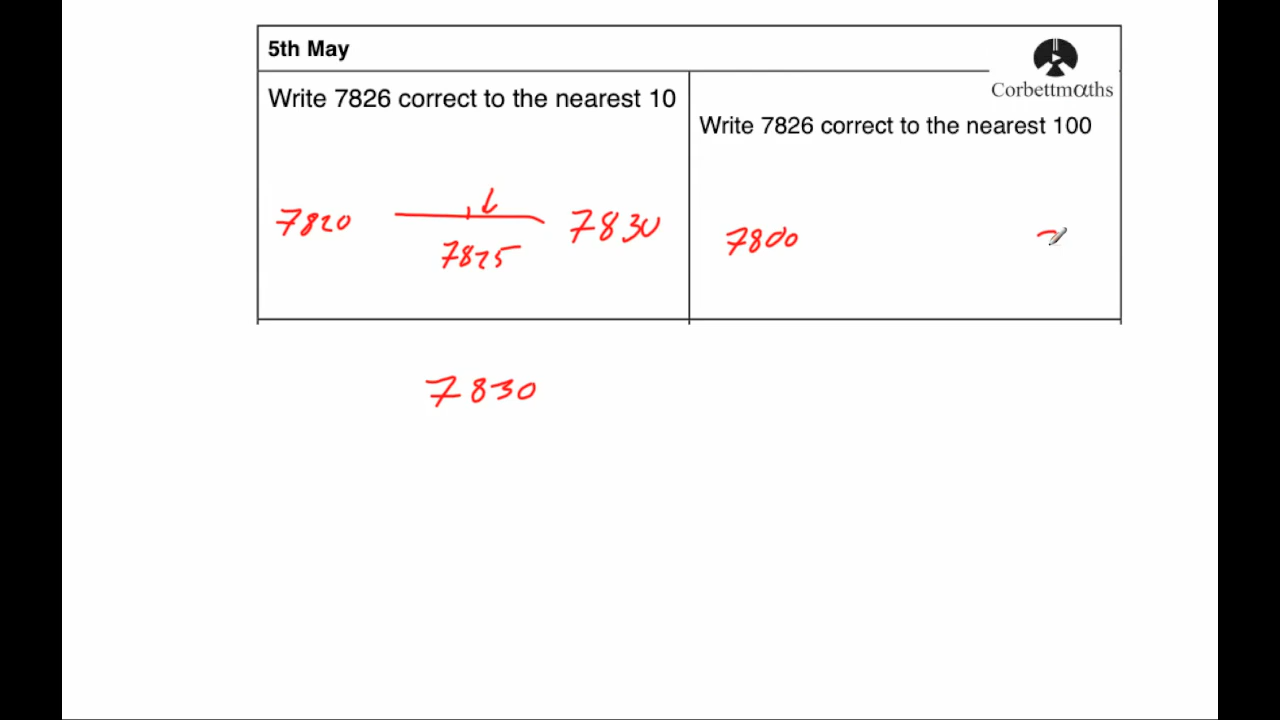 5th May
Corbettmαths
Write 7826 correct to the nearest 10
Write 7826 correct to the nearest 100
7820
7825
7830
7800
7830